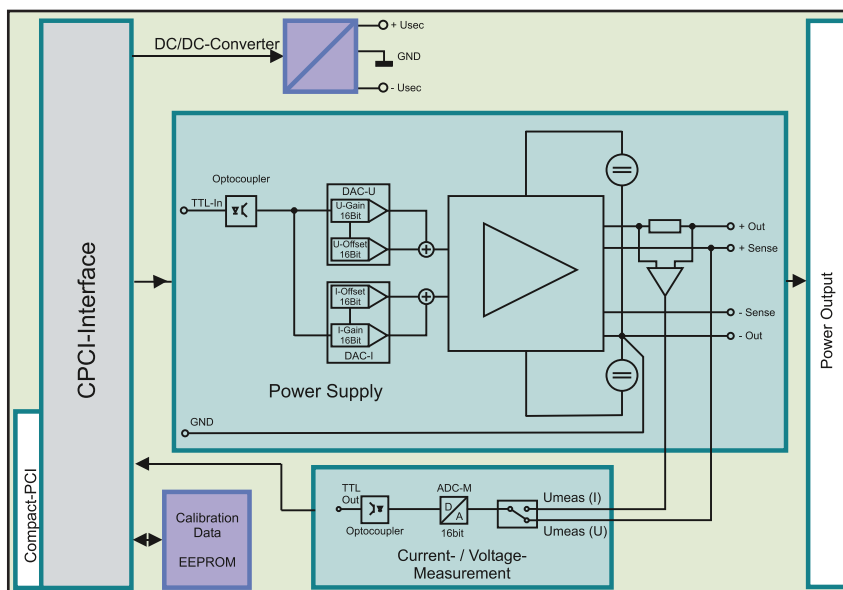 DC/DC-Converter
+ Usec
GND
- Usec
CPCI-Interface
Compact-PCI
Optocoupler
TTL-In
DAC-U
U-Gain
16Bit
U-Offset
16Bit
I-Offset
16Bit
I-Gain
16Bit
DAC-I
Power Supply
GND
+ Out
+ Sense
- Sense
- Out
Power Output
Calibration
Data
EEPROM
TTL
Out
Optocoupler
ADC-M
D
A
16bit
Umeas (I)
Umeas (U)
Current- / Voltage-
Measurement